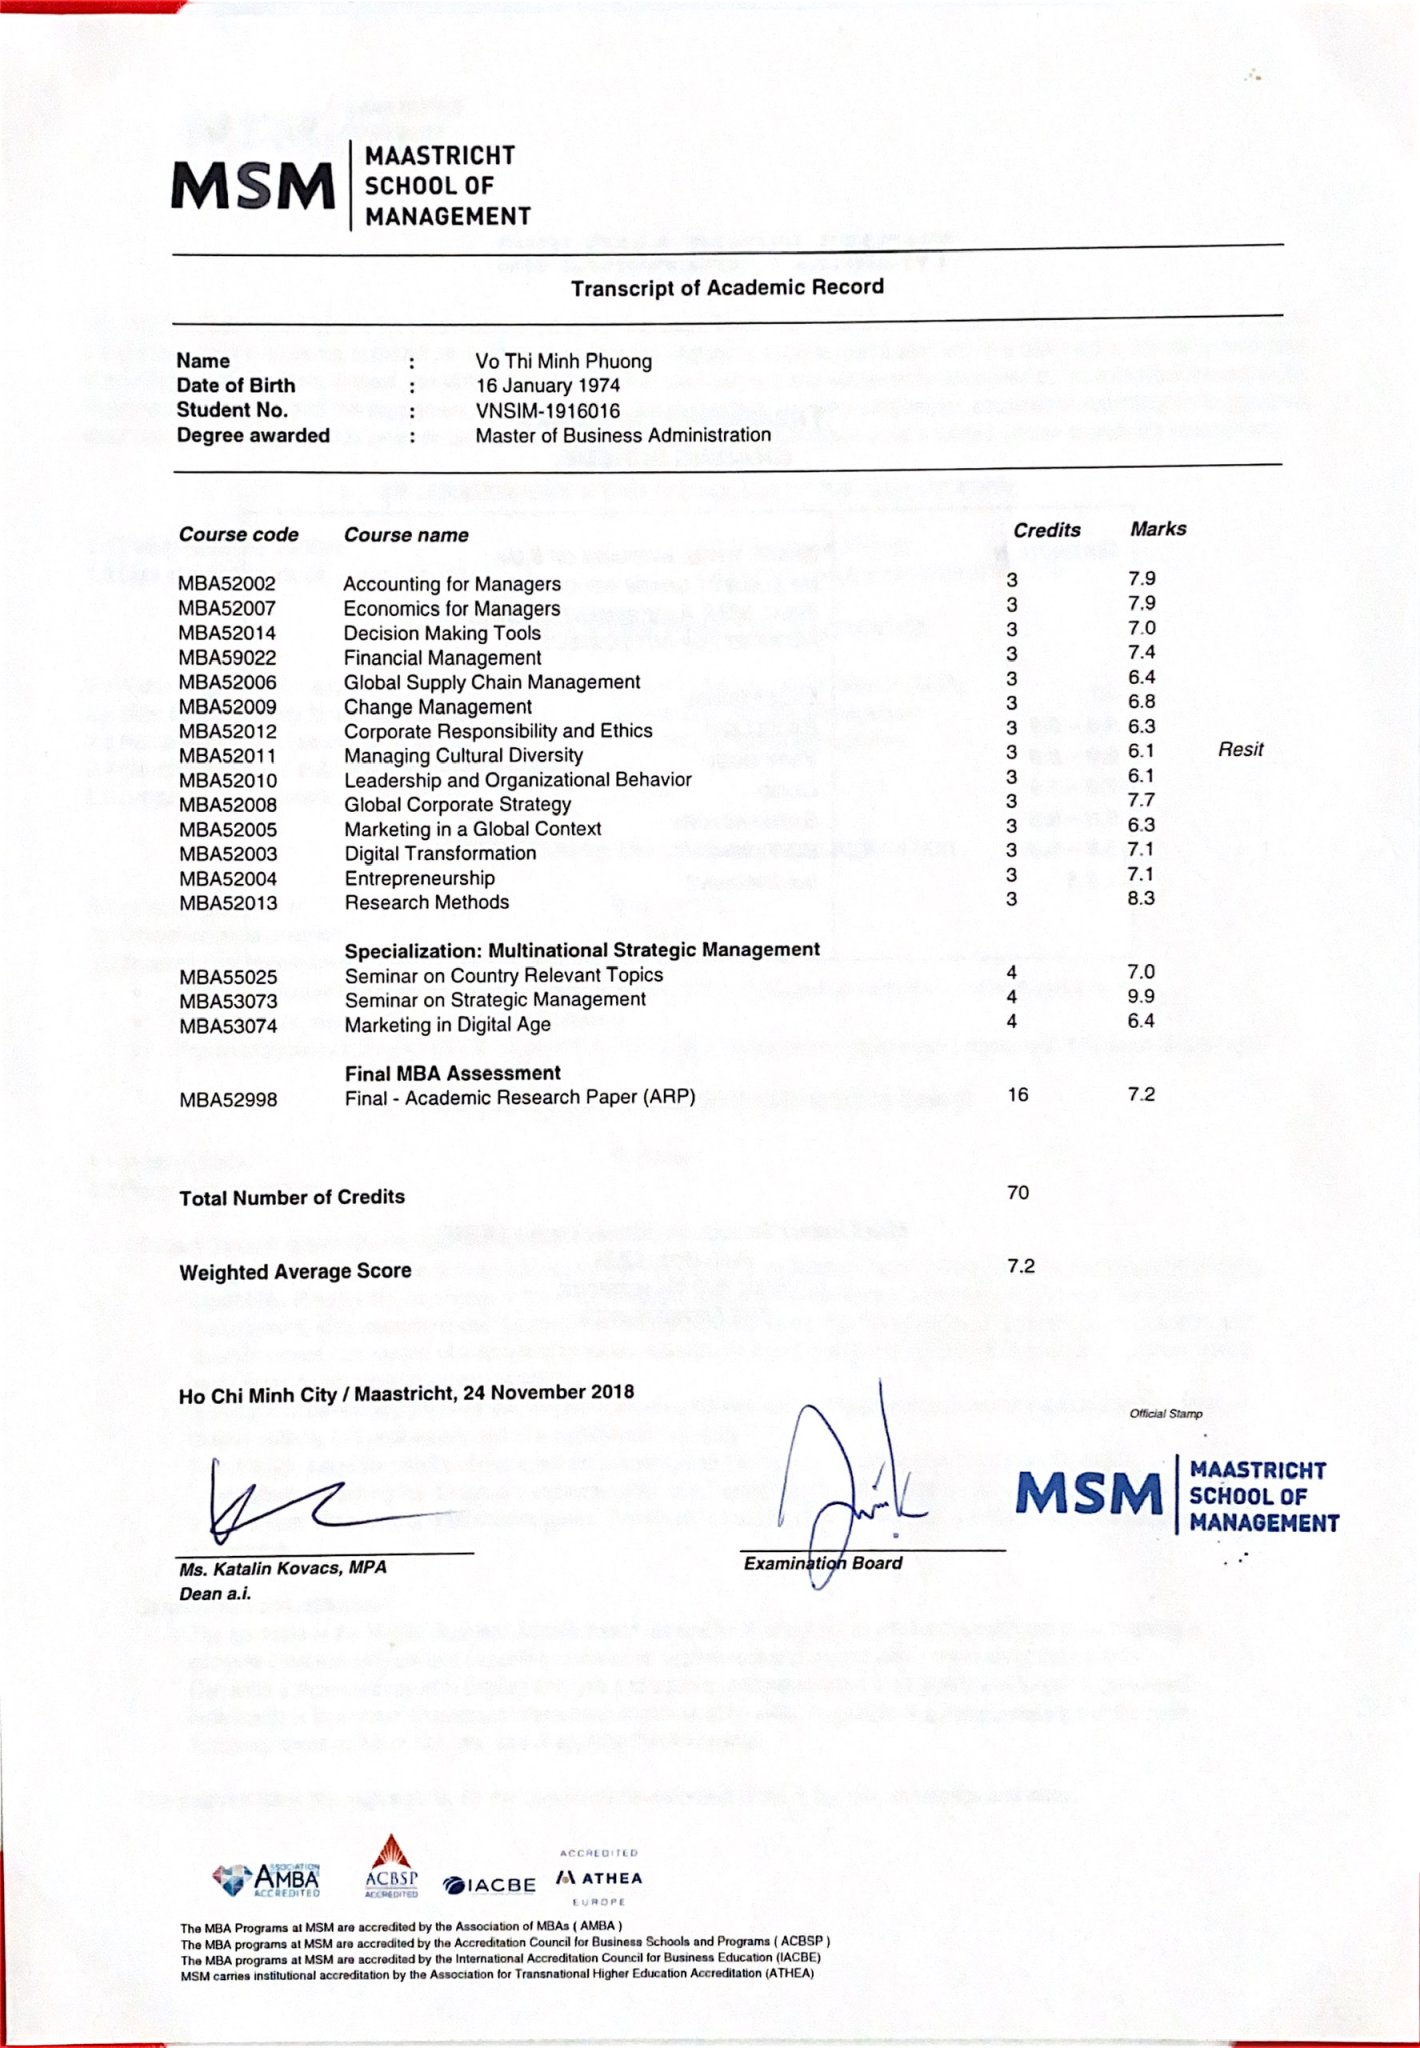 MSM
MAASTRICHT
SCHOOL OF
MANAGEMENT
Transcript of Academic Record
Name : Vo Thi Minh Phuong
Date of Birth : 16 January 1974
Student No. : VNSIM-1916016
Degree awarded : Master of Business Administration
Course code Course name Credits Marks
MBA52002 Accounting for Managers 3 7.9
MBA52007 Economics for Managers 3 7.9
MBA52014 Decision Making Tools 3 7.0
MBA59022 Financial Management 3 7.4
MBA52006 Global Supply Chain Management 3 6.4
MBA52009 Change Management 3 6.8
MBA52012 Corporate Responsibility and Ethics 3 6.3
MBA52011 Managing Cultural Diversity 3 6.1 Resit
MBA52010 Leadership and Organizational Behavior 3 6.1
MBA52008 Global Corporate Strategy 3 7.7
MBA52005 Marketing in a Global Context 3 6.3
MBA52003 Digital Transformation 3 7.1
MBA52004 Entrepreneurship 3 7.1
MBA52013 Research Methods 3 8.3
Specialization: Multinational Strategic Management
MBA55025 Seminar on Country Relevant Topics 4 7.0
MBA53073 Seminar on Strategic Management 4 9.9
MBA53074 Marketing in Digital Age 4 6.4
Final MBA Assessment
MBA52998 Final - Academic Research Paper (ARP) 16 7.2
Total Number of Credits 70
Weighted Average Score 7.2
Ho Chi Minh City / Maastricht, 24 November 2018
Official Stamp
MSM
MAASTRICHT
SCHOOL OF
MANAGEMENT
Ms. Katalin Kovacs, MPA Examination Board
Dean a.i.
ASSOCIATION
AMBA
ACCREDITED
ACBSP
ACCREDITED
IACBE
ACCREDITED
ATHEA
EUROPE
The MBA Programs at MSM are accredited by the Association of MBAs ( AMBA )
The MBA programs at MSM are accredited by the Accreditation Council for Business Schools and Programs ( ACBSP )
The MBA programs at MSM are accredited by the International Accreditation Council for Business Education (IACBE)
MSM carries institutional accreditation by the Association for Transnational Higher Education Accreditation (ATHEA)